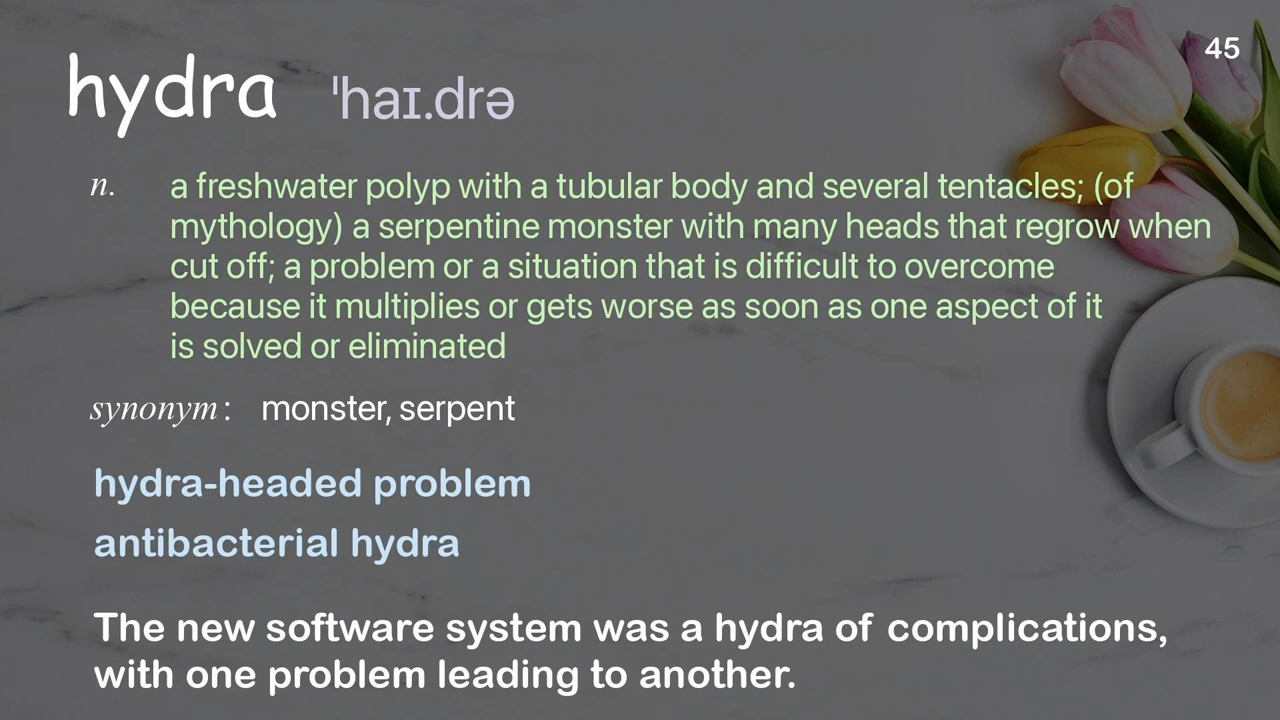 45
hydra ˈhaɪ.drə
n. a freshwater polyp with a tubular body and several tentacles; (of
mythology) a serpentine monster with many heads that regrow when
cut off; a problem or a situation that is difficult to overcome
because it multiplies or gets worse as soon as one aspect of it
is solved or eliminated
synonym: monster, serpent
hydra-headed problem
antibacterial hydra
The new software system was a hydra of complications,
with one problem leading to another.